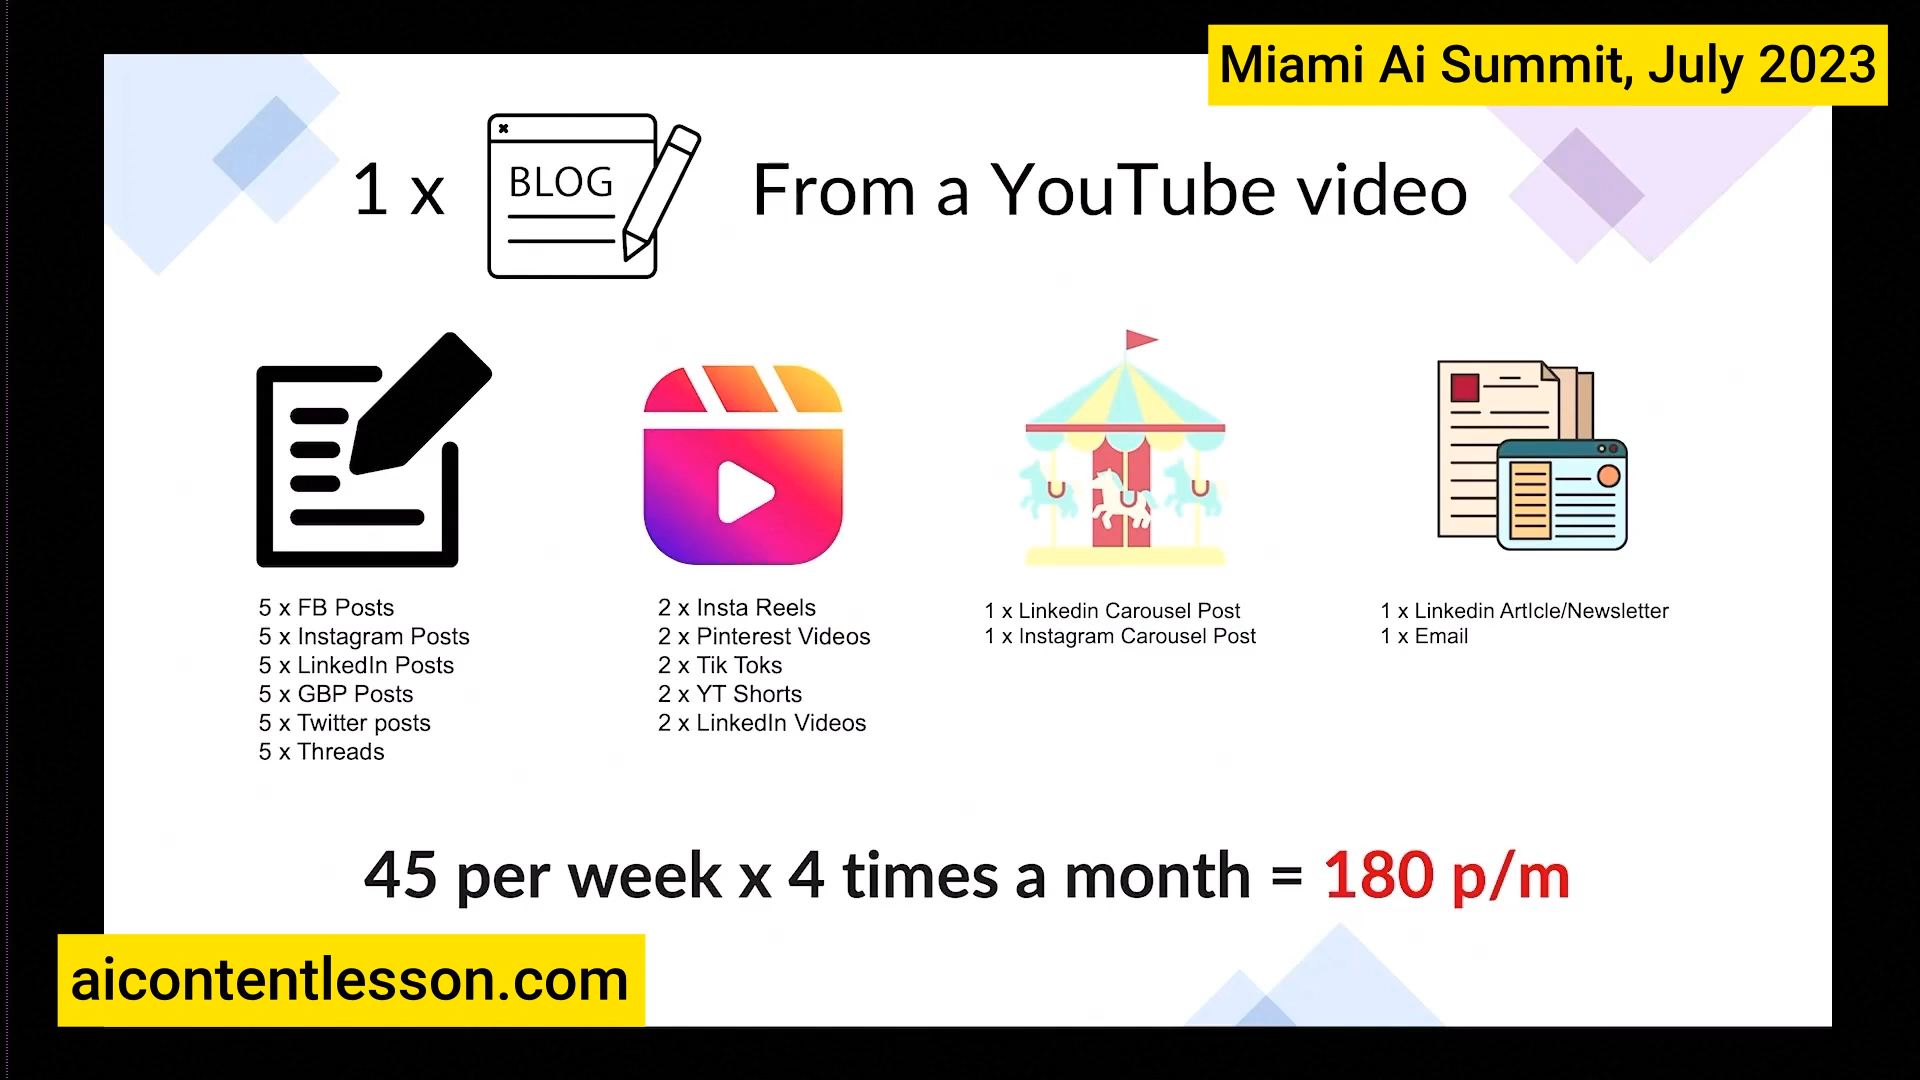 Miami Ai Summit, July 2023
1 x
BLOG
From a YouTube video
5 x FB Posts
5 x Instagram Posts
5 x LinkedIn Posts
5 x GBP Posts
5 x Twitter posts
5 x Threads
2 x Insta Reels
2 x Pinterest Videos
2 x Tik Toks
2 x YT Shorts
2 x LinkedIn Videos
1 x Linkedin Carousel Post
1 x Instagram Carousel Post
1 x Linkedin ArtIcle/Newsletter
1 x Email
45 per week x 4 times a month = 180 p/m
aicontentlesson.com